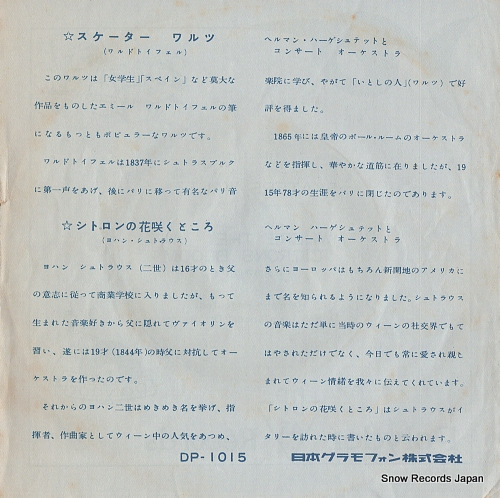 ☆スケーター ワルツ
(ワルドトイフェル)
ヘルマン・ハーゲシュテットと
コンサート オーケストラ
このワルツは「女学生」「スペイン」など莫大な
作品をものしたエミール ワルドトイフェルの筆
になるもっともポピュラーなワルツです。
ワルドトイフェルは1837年にシュトラスブルク
に第一声をあげ、後にパリに移って有名なパリ音
楽院に学び、やがて「いとしの人」(ワルツ)で好
評を得ました。
1865年には皇帝のボール・ルームのオーケストラ
などを指揮し、華やかな道筋に在りましたが、19
15年78才の生涯をパリに閉じたのであります。
☆シトロンの花咲くところ
(ヨハン・シュトラウス)
ヘルマン ハーゲシュテットと
コンサート オーケストラ
ヨハン シュトラウス(二世)は16才のとき父
の意志に従って商業学校に入りましたが、もって
生まれた音楽好きから父に隠れてヴァイオリンを
習い、遂には19才(1844年)の時父に対抗してオー
ケストラを作ったのです。
それからのヨハン二世はめきめき名を挙げ、指
揮者、作曲家としてウィーン中の人気をあつめ、
さらにヨーロッパはもちろん新開地のアメリカに
まで名を知られるようになりました。シュトラウス
の音楽はただ単に当時のウィーンの社交界でもて
はやされただけでなく、今日でも常に愛され親と
まれてウィーン情緒を我々に伝えてくれています。
「シトロンの花咲くところ」はシュトラウスがイ
タリーを訪れた時に書いたものと云われます。
DP-1015
日本グラモフォン株式会社
Snow Records Japan